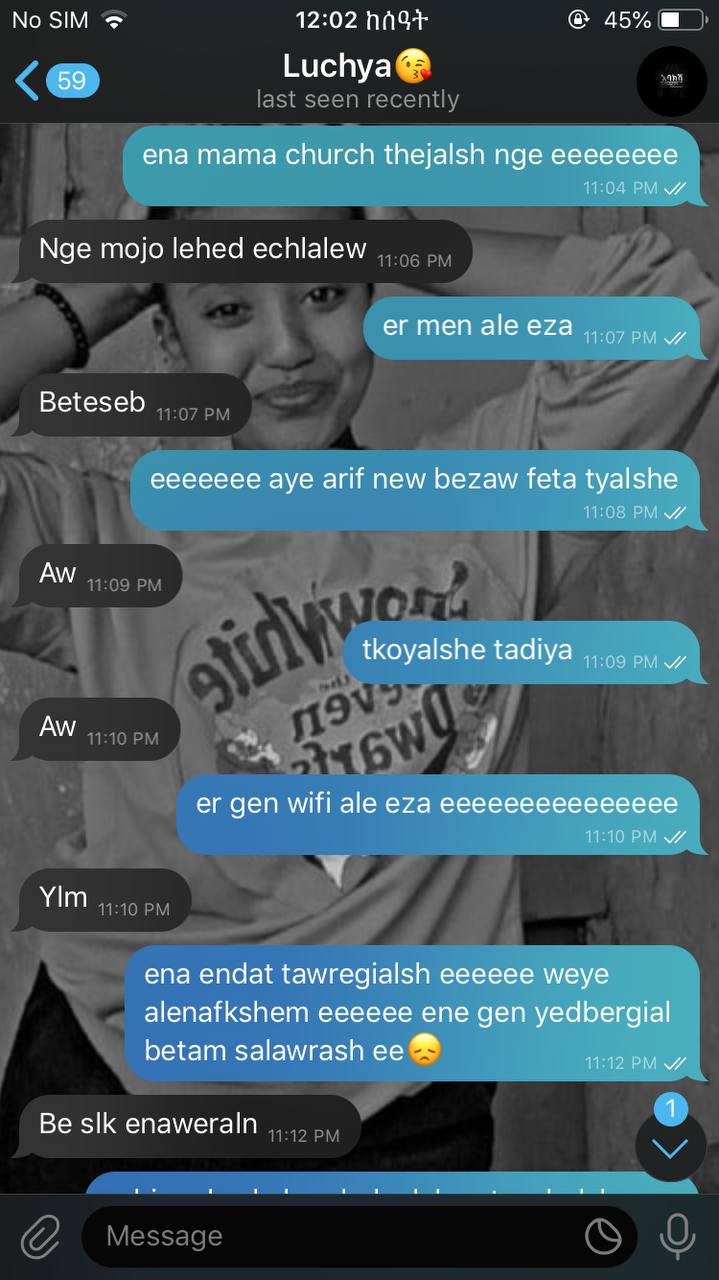 No SIM 12:02 ከሰዓት 45%
59 Luchya😘
last seen recently
ena mama church thejalsh nge eeeeeeee
11:04 PM
Nge mojo lehed echlalew 11:06 PM
er men ale eza 11:07 PM
Beteseb 11:07 PM
eeeeeee aye arif new bezaw feta tyalshe
11:08 PM
Aw 11:09 PM
tkoyalshe tadiya 11:09 PM
Aw 11:10 PM
er gen wifi ale eza eeeeeeeeeeeeeee
11:10 PM
Ylm 11:10 PM
ena endat tawregialsh eeeeee weye
alenafkshem eeeeee ene gen yedbergial
betam salawrash ee😞 11:12 PM
Be slk enaweraln 11:12 PM
1
Message
Snow White
Seven
Dwarfs